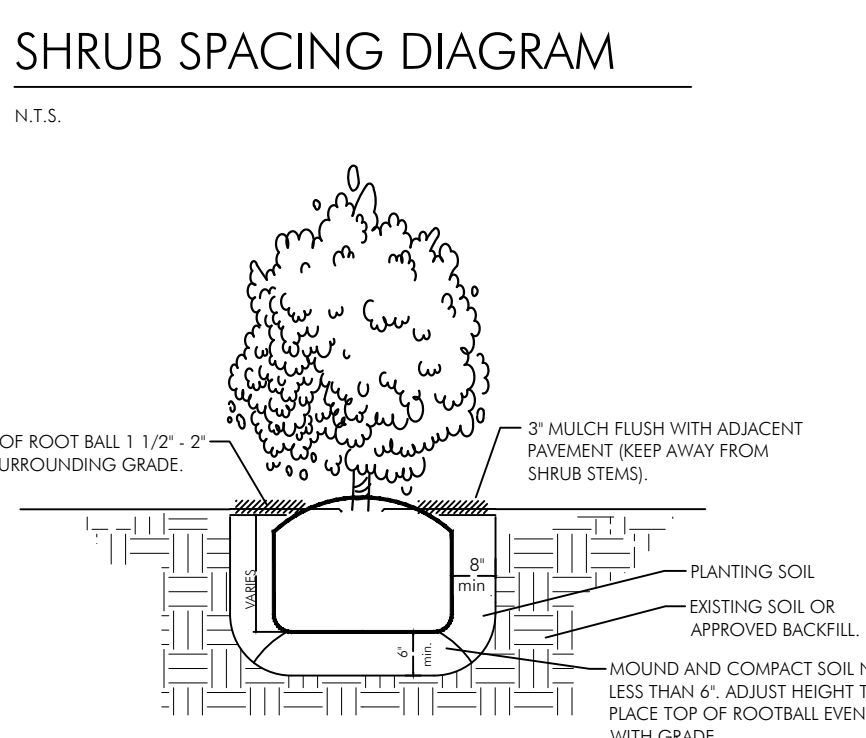 SHRUB SPACING DIAGRAM
N.T.S.
OF ROOT BALL 1 1/2" - 2"
URROUNDING GRADE.
3" MULCH FLUSH WITH ADJACENT
PAVEMENT (KEEP AWAY FROM
SHRUB STEMS).
VARIES
8"
min
6"
min.
PLANTING SOIL
EXISTING SOIL OR
APPROVED BACKFILL.
MOUND AND COMPACT SOIL
LESS THAN 6". ADJUST HEIGHT
PLACE TOP OF ROOTBALL EVEN
WITH GRADE